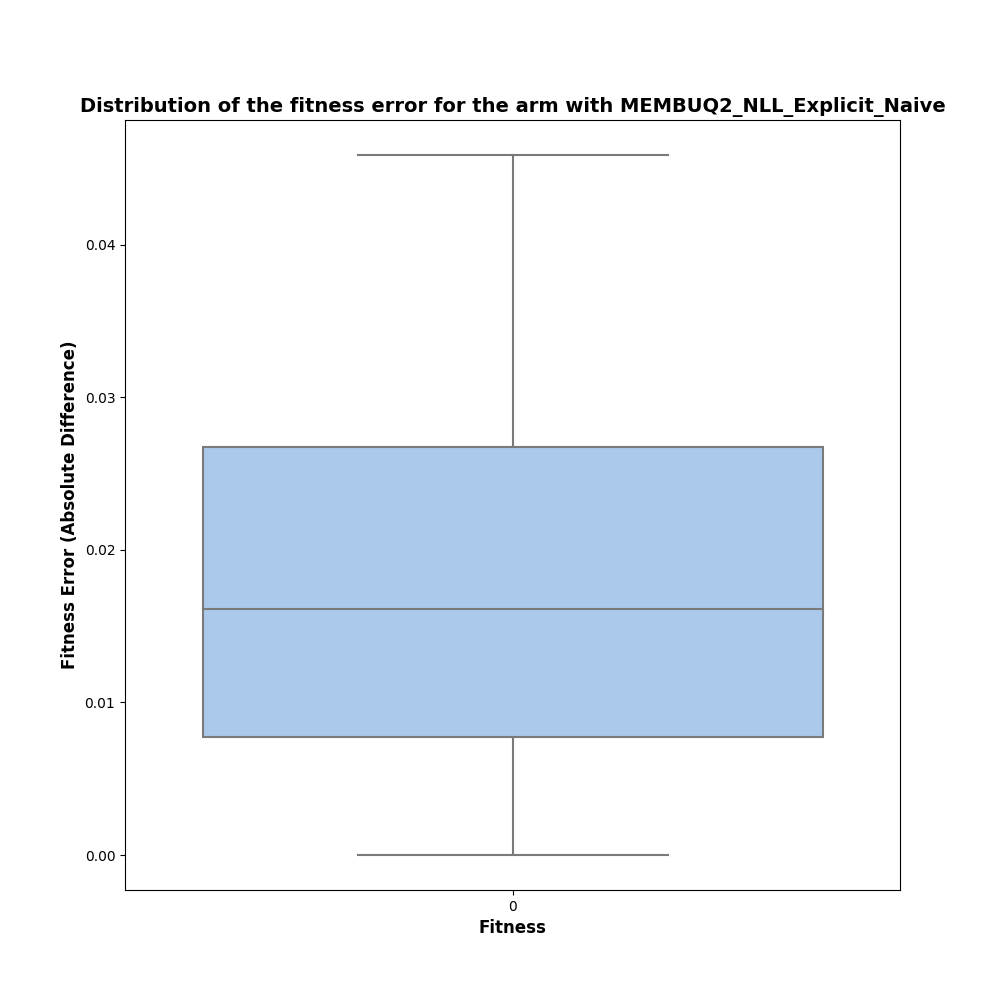 Distribution of the fitness error for the arm with MEMBUQ2_NLL_Explicit_Naive
Fitness Error (Absolute Difference)
0.04
0.03
0.02
0.01
0.00
0
Fitness